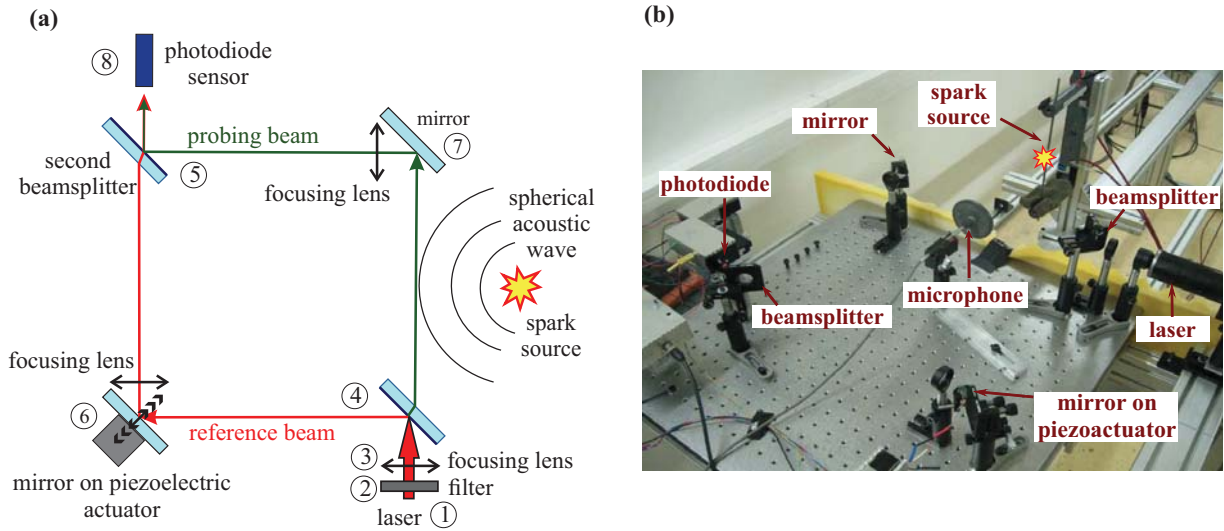 (a)
8
photodiode
sensor
probing beam
mirror
7
second
beamsplitter
5
focusing lens
spherical
acoustic
wave
spark
source
focusing lens
6
4
reference beam
3
focusing lens
2
filter
mirror on piezoelectric
actuator
laser
1
(b)
spark
source
mirror
photodiode
beamsplitter
microphone
beamsplitter
laser
mirror on
piezoactuator